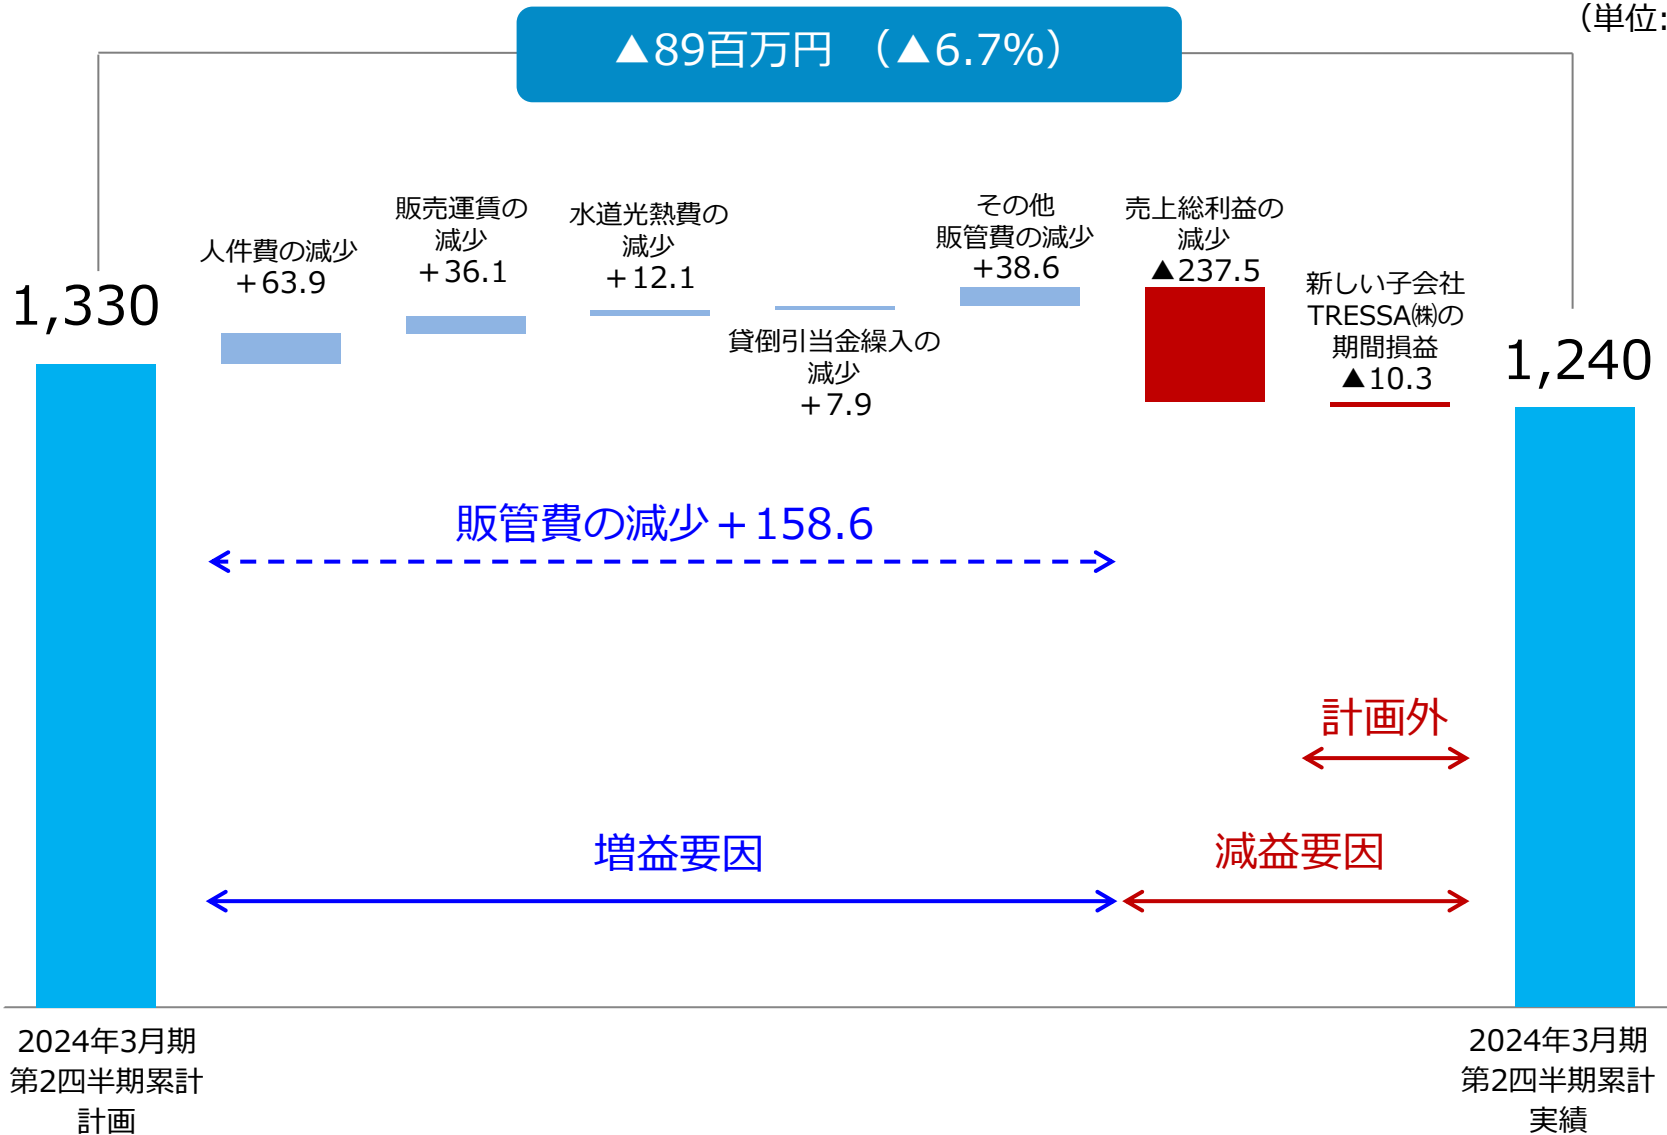 （単位:
▲89百万円 （▲6.7%）
1,330
人件費の減少
＋63.9
販売運賃の
減少
＋36.1
水道光熱費の
減少
＋12.1
貸倒引当金繰入の
減少
＋7.9
その他
販管費の減少
+38.6
売上総利益の
減少
▲237.5
新しい子会社
TRESSA㈱の
期間損益
▲10.3
1,240
販管費の減少＋158.6
計画外
増益要因
減益要因
2024年3月期
第2四半期累計
計画
2024年3月期
第2四半期累計
実績